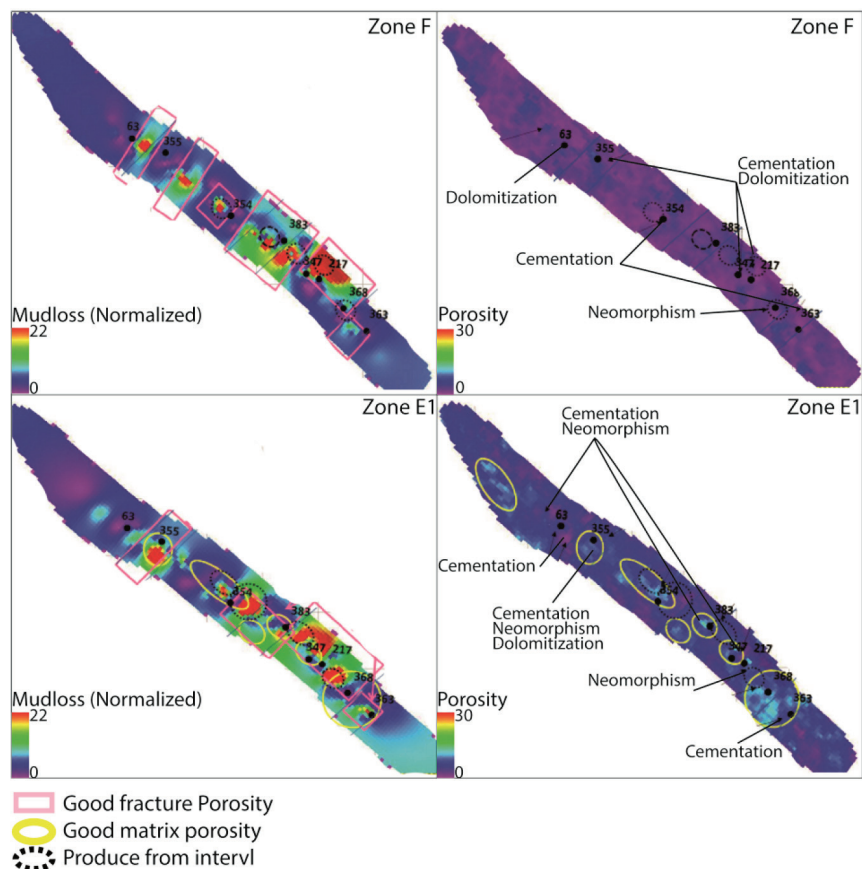 Zone F
63
355
354
383
347
217
368
363
Mudloss (Normalized)
22
0
Zone F
63
355
Cementation
Dolomitization
Dolomitization
354
383
Cementation
347
217
368
Neomorphism
363
Porosity
30
0
Zone E1
63
355
354
383
347
217
368
363
Mudloss (Normalized)
22
0
Zone E1
Cementation
Neomorphism
63
355
Cementation
354
383
Cementation
Neomorphism
Dolomitization
347
217
Neomorphism
368
363
Porosity
30
0
Cementation
Good fracture Porosity
Good matrix porosity
Produce from intervl